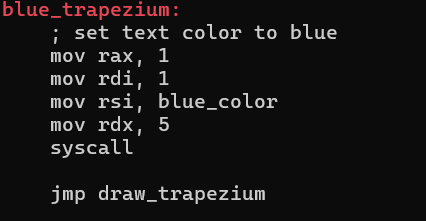 blue_trapezium:
; set text color to blue
mov rax, 1
mov rdi, 1
mov rsi, blue_color
mov rdx, 5
syscall
jmp draw_trapezium